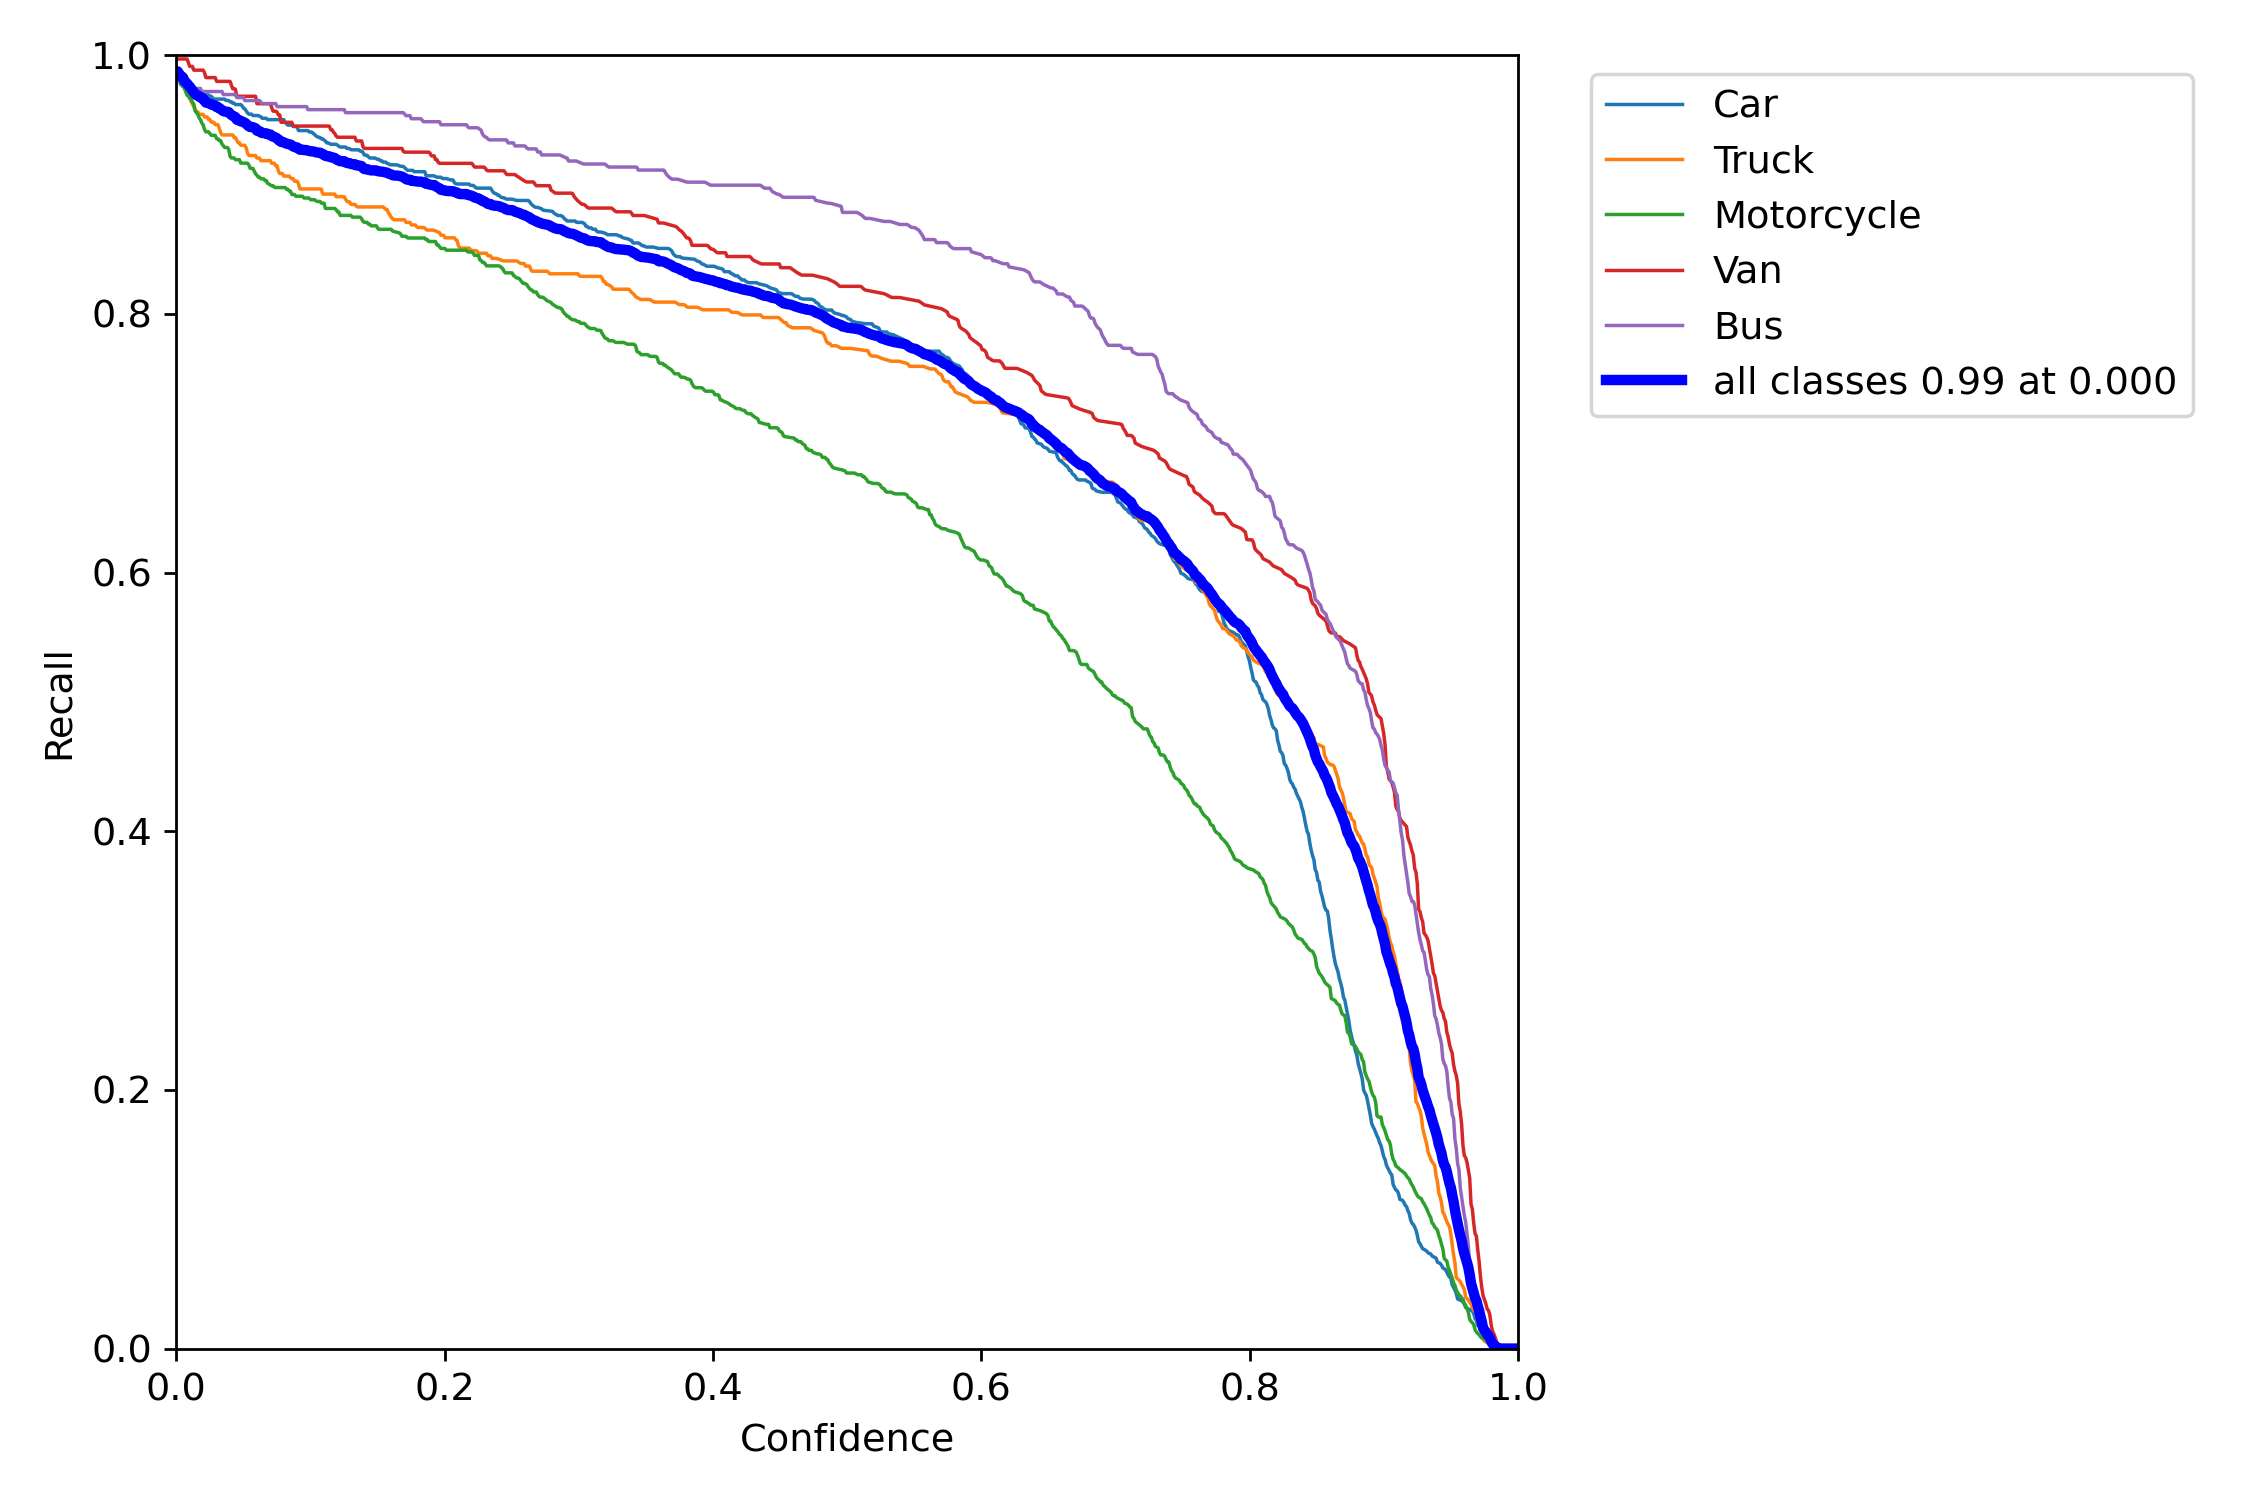 1.0
0.8
0.6
0.4
0.2
0.0
Recall
0.0 0.2 0.4 0.6 0.8 1.0
Confidence
Car
Truck
Motorcycle
Van
Bus
all classes 0.99 at 0.000